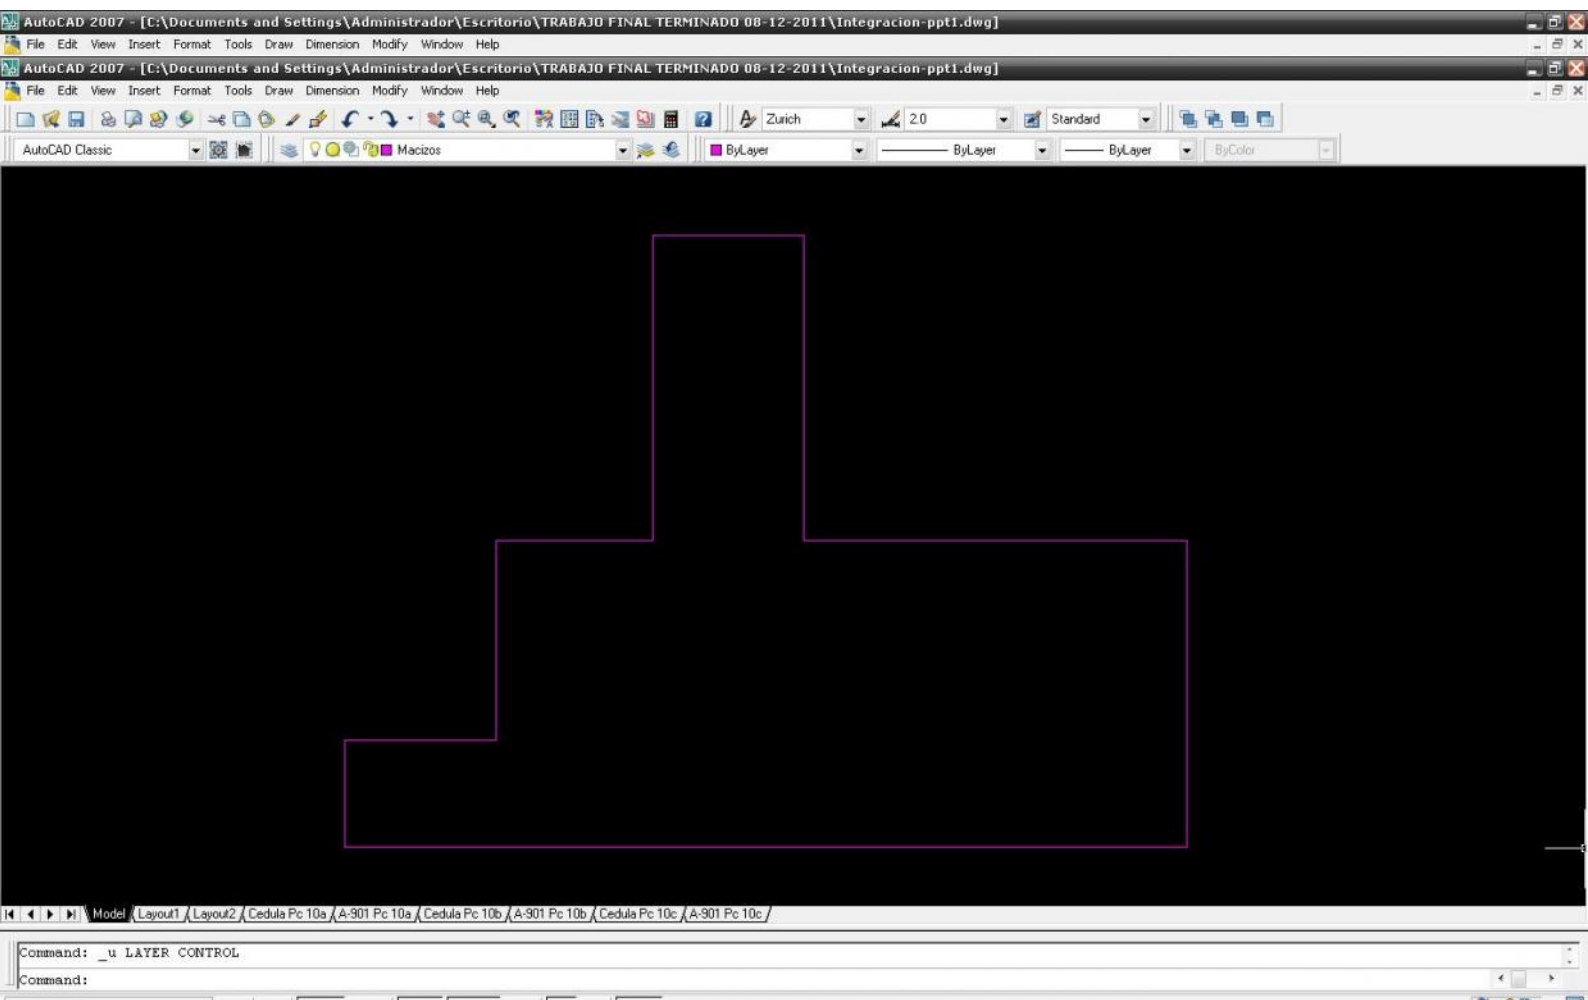 AutoCAD 2007 - [C:\Documents and Settings\Administrador\Escritorio\TRABAJO FINAL TERMINADO 08-12-2011\Integracion-ppt1.dwg]
File Edit View Insert Format Tools Draw Dimension Modify Window Help
AutoCAD 2007 - [C:\Documents and Settings\Administrador\Escritorio\TRABAJO FINAL TERMINADO 08-12-2011\Integracion-ppt1.dwg]
File Edit View Insert Format Tools Draw Dimension Modify Window Help
Zurich 2.0 Standard
AutoCAD Classic Macizos ByLayer ByLayer ByLayer ByColor
Model Layout1 Layout2 Cedula Pc 10a A-901 Pc 10a Cedula Pc 10b A-901 Pc 10b Cedula Pc 10c A-901 Pc 10c
Command: _u LAYER CONTROL
Command: